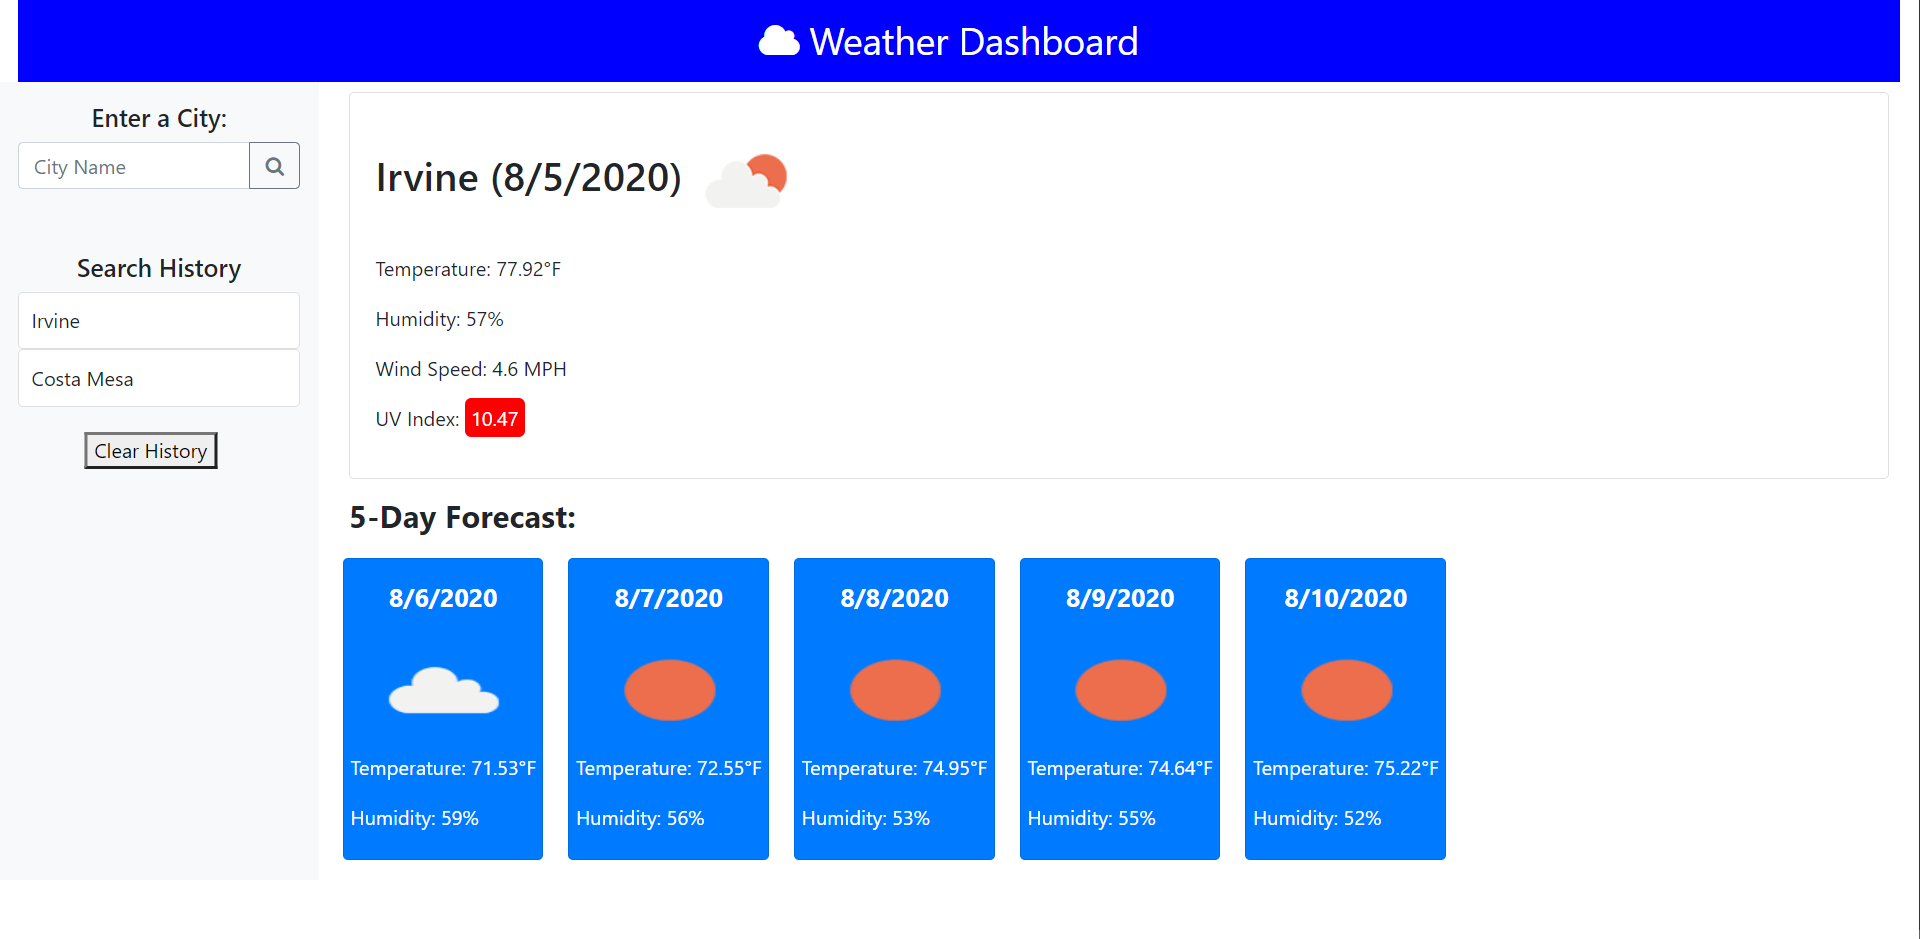 Weather Dashboard
Enter a City:
City Name
Search History
Irvine
Costa Mesa
Clear History
Irvine (8/5/2020)
Temperature: 77.92°F
Humidity: 57%
Wind Speed: 4.6 MPH
UV Index: 10.47
5-Day Forecast:
8/6/2020
Temperature: 71.53°F
Humidity: 59%
8/7/2020
Temperature: 72.55°F
Humidity: 56%
8/8/2020
Temperature: 74.95°F
Humidity: 53%
8/9/2020
Temperature: 74.64°F
Humidity: 55%
8/10/2020
Temperature: 75.22°F
Humidity: 52%